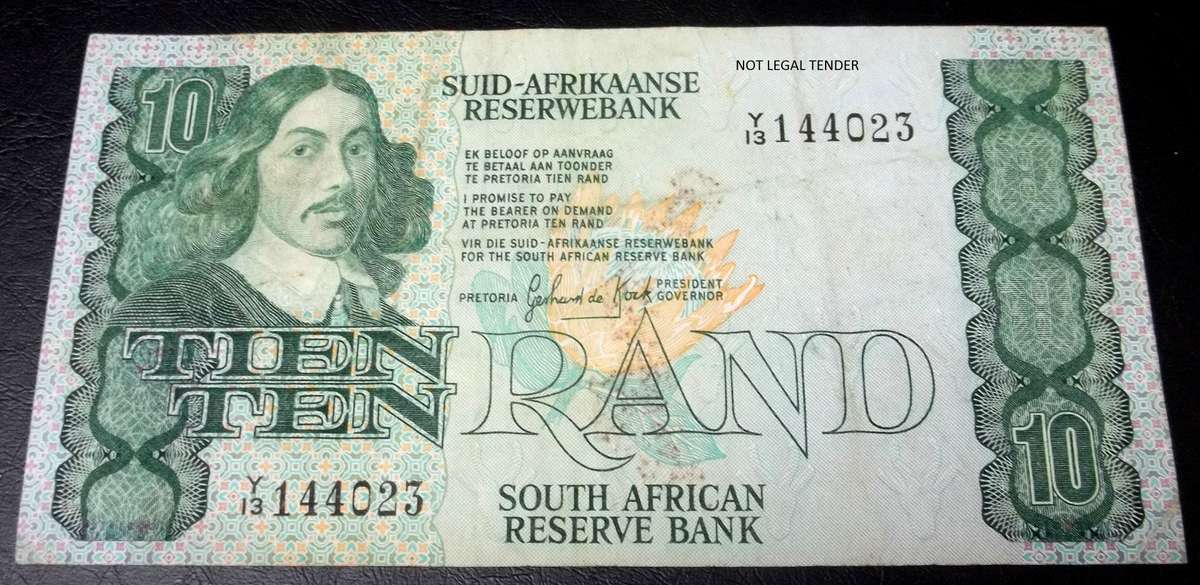 10
SUID-AFRIKAANSE
RESERWEBANK
NOT LEGAL TENDER
Y/13 144023
EK BELOOF OP AANVRAAG
TE BETAAL AAN TOONDER
TE PRETORIA TIEN RAND
I PROMISE TO PAY
THE BEARER ON DEMAND
AT PRETORIA TEN RAND
VIR DIE SUID-AFRIKAANSE RESERWEBANK
FOR THE SOUTH AFRICAN RESERVE BANK
PRETORIA Gerhard de Kock PRESIDENT
GOVERNOR
TIEN
TEN RAND
10
Y/13 144023
SOUTH AFRICAN
RESERVE BANK